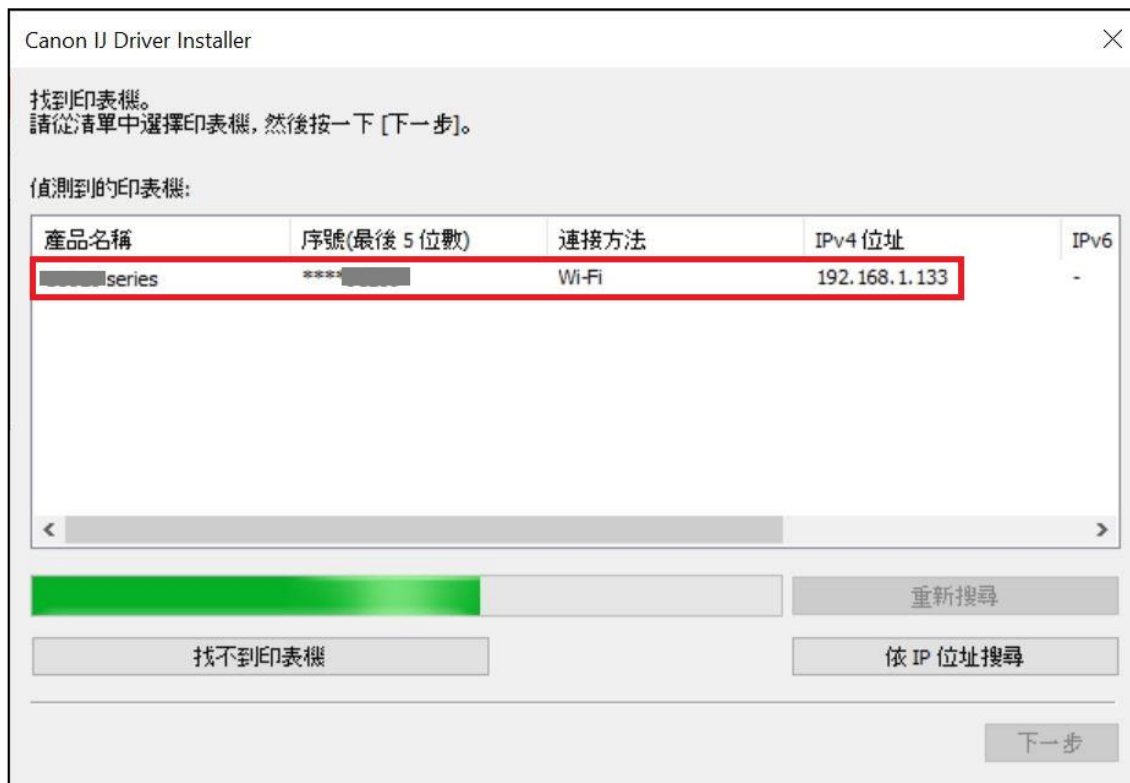 Canon IJ Driver Installer
找到印表機。
請從清單中選擇印表機, 然後按一下 [下一步]。
偵測到的印表機:
產品名稱 序號(最後 5 位數) 連接方法 IPv4 位址 IPv6
series **** Wi-Fi 192.168.1.133 -
重新搜尋
找不到印表機 依 IP 位址搜尋
下一步